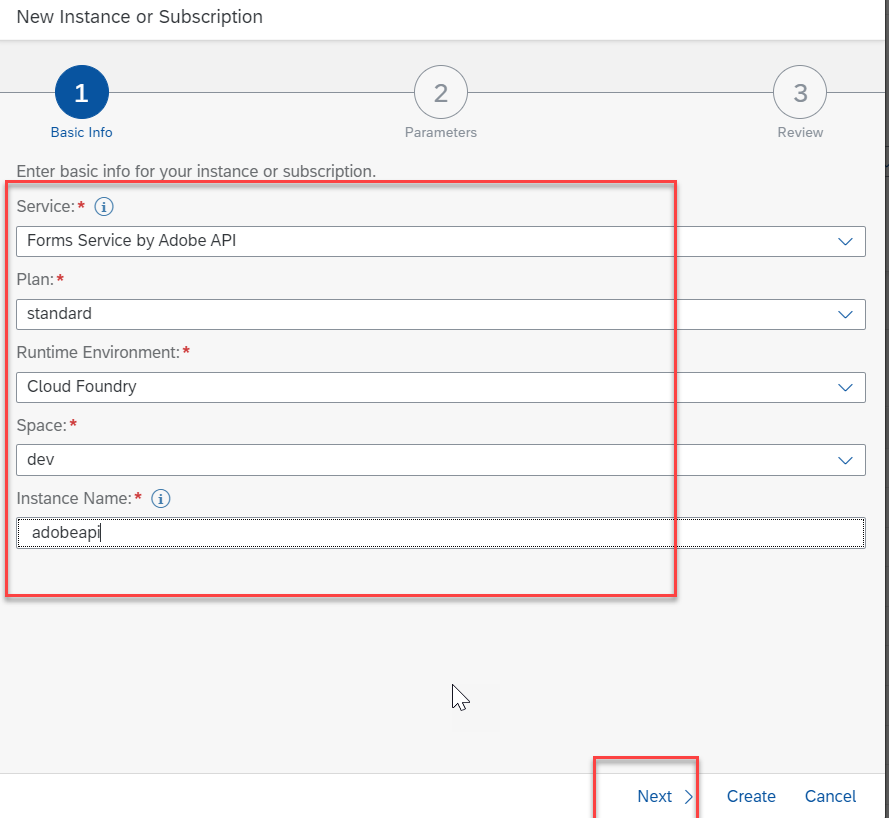 New Instance or Subscription
1
2
3
Basic Info
Parameters
Review
Enter basic info for your instance or subscription.
Service:*
Forms Service by Adobe API
Plan:*
standard
Runtime Environment:*
Cloud Foundry
Space:*
dev
Instance Name:*
adobeapi
Next
Create
Cancel